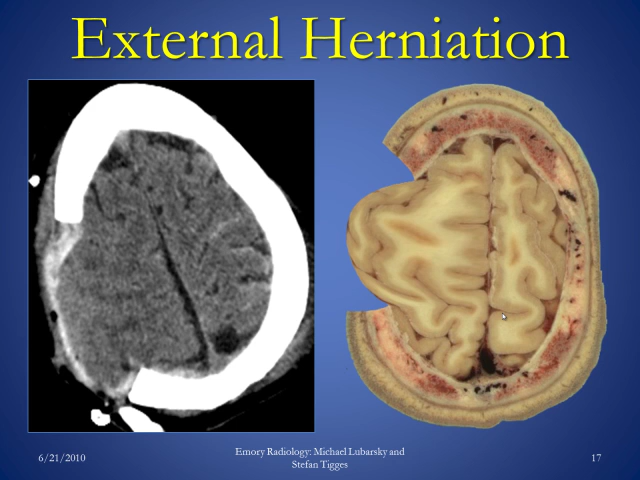 External Herniation
6/21/2010
Emory Radiology: Michael Lubarsky and
Stefan Tigges
17